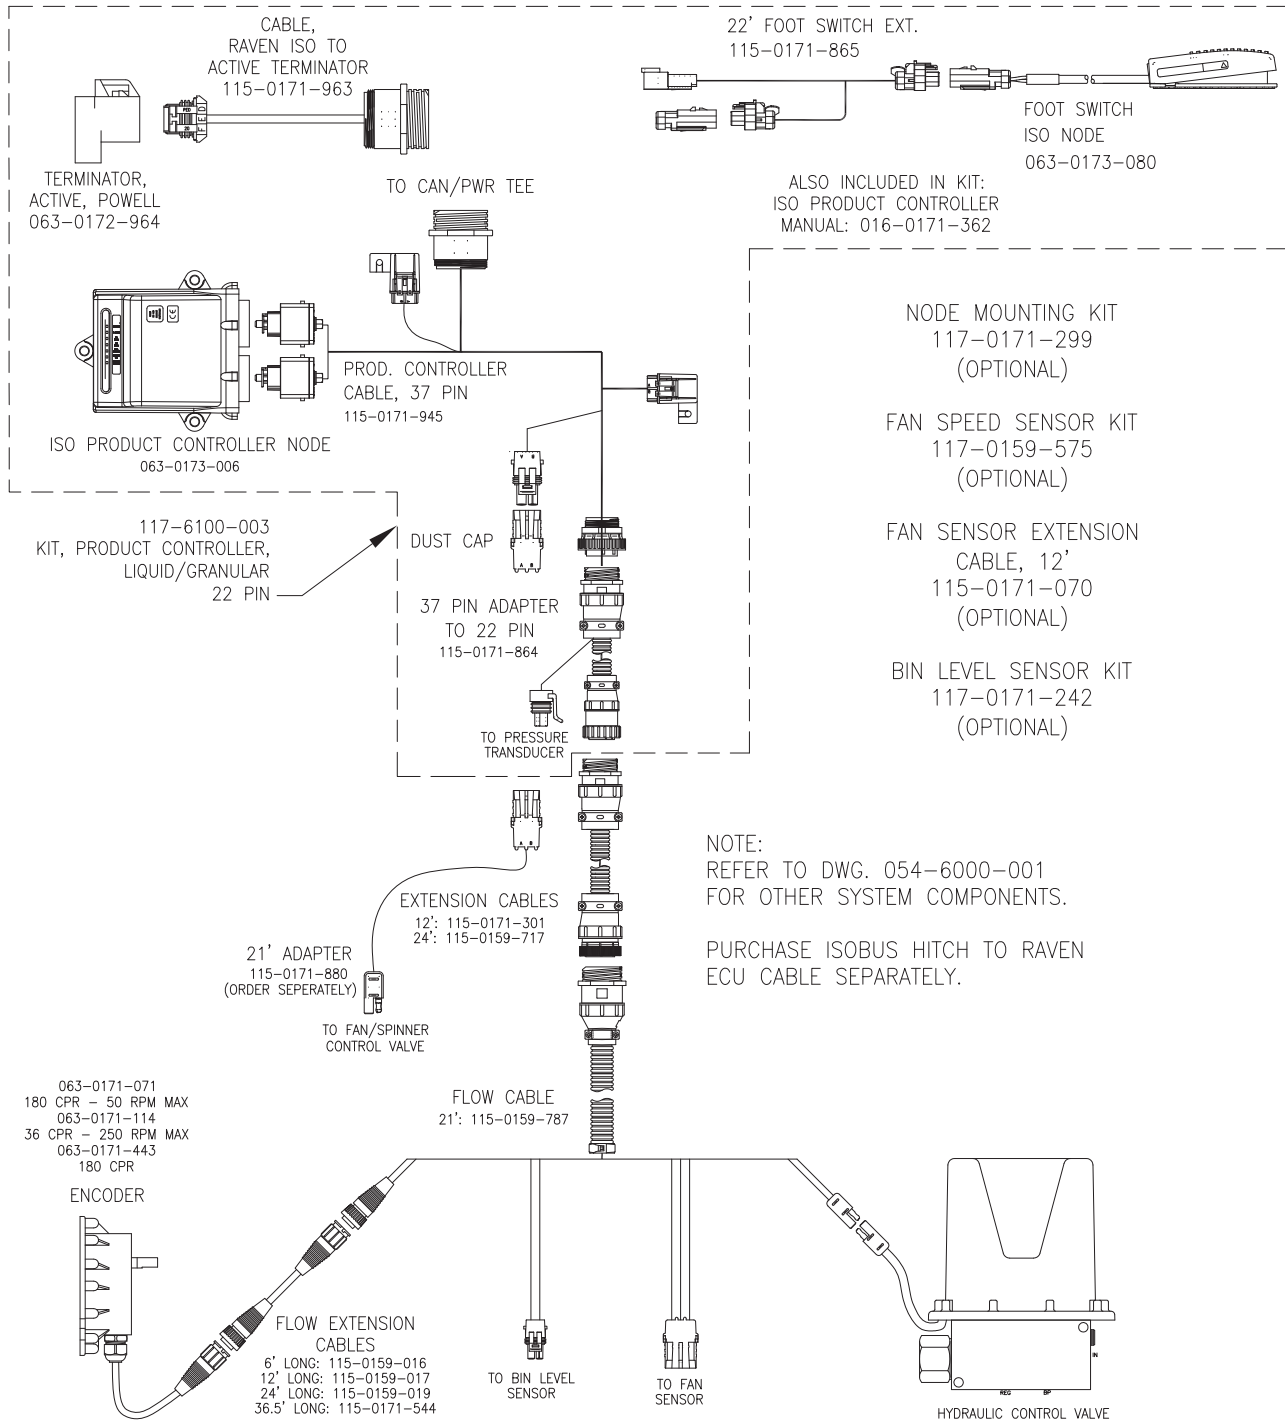 CABLE,
RAVEN ISO TO
ACTIVE TERMINATOR
115-0171-963
TERMINATOR,
ACTIVE, POWELL
063-0172-964
22' FOOT SWITCH EXT.
115-0171-865
FOOT SWITCH
ISO NODE
063-0173-080
ALSO INCLUDED IN KIT:
ISO PRODUCT CONTROLLER
MANUAL: 016-0171-362
TO CAN/PWR TEE
PROD. CONTROLLER
CABLE, 37 PIN
115-0171-945
ISO PRODUCT CONTROLLER NODE
063-0173-006
NODE MOUNTING KIT
117-0171-299
(OPTIONAL)
FAN SPEED SENSOR KIT
117-0159-575
(OPTIONAL)
FAN SENSOR EXTENSION
CABLE, 12'
115-0171-070
(OPTIONAL)
BIN LEVEL SENSOR KIT
117-0171-242
(OPTIONAL)
117-6100-003
KIT, PRODUCT CONTROLLER,
LIQUID/GRANULAR
22 PIN
DUST CAP
37 PIN ADAPTER
TO 22 PIN
115-0171-864
TO PRESSURE
TRANSDUCER
NOTE:
REFER TO DWG. 054-6000-001
FOR OTHER SYSTEM COMPONENTS.
PURCHASE ISOBUS HITCH TO RAVEN
ECU CABLE SEPARATELY.
EXTENSION CABLES
12': 115-0171-301
24': 115-0159-717
21' ADAPTER
115-0171-880
(ORDER SEPERATELY)
TO FAN/SPINNER
CONTROL VALVE
FLOW CABLE
21': 115-0159-787
063-0171-071
180 CPR - 50 RPM MAX
063-0171-114
36 CPR - 250 RPM MAX
063-0171-443
180 CPR
ENCODER
FLOW EXTENSION
CABLES
6' LONG: 115-0159-016
12' LONG: 115-0159-017
24' LONG: 115-0159-019
36.5' LONG: 115-0171-544
TO BIN LEVEL
SENSOR
TO FAN
SENSOR
IN
REG BP
HYDRAULIC CONTROL VALVE